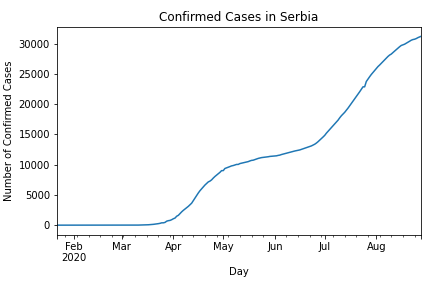 Confirmed Cases in Serbia
Number of Confirmed Cases
30000
25000
20000
15000
10000
5000
0
Feb Mar Apr May Jun Jul Aug
2020
Day